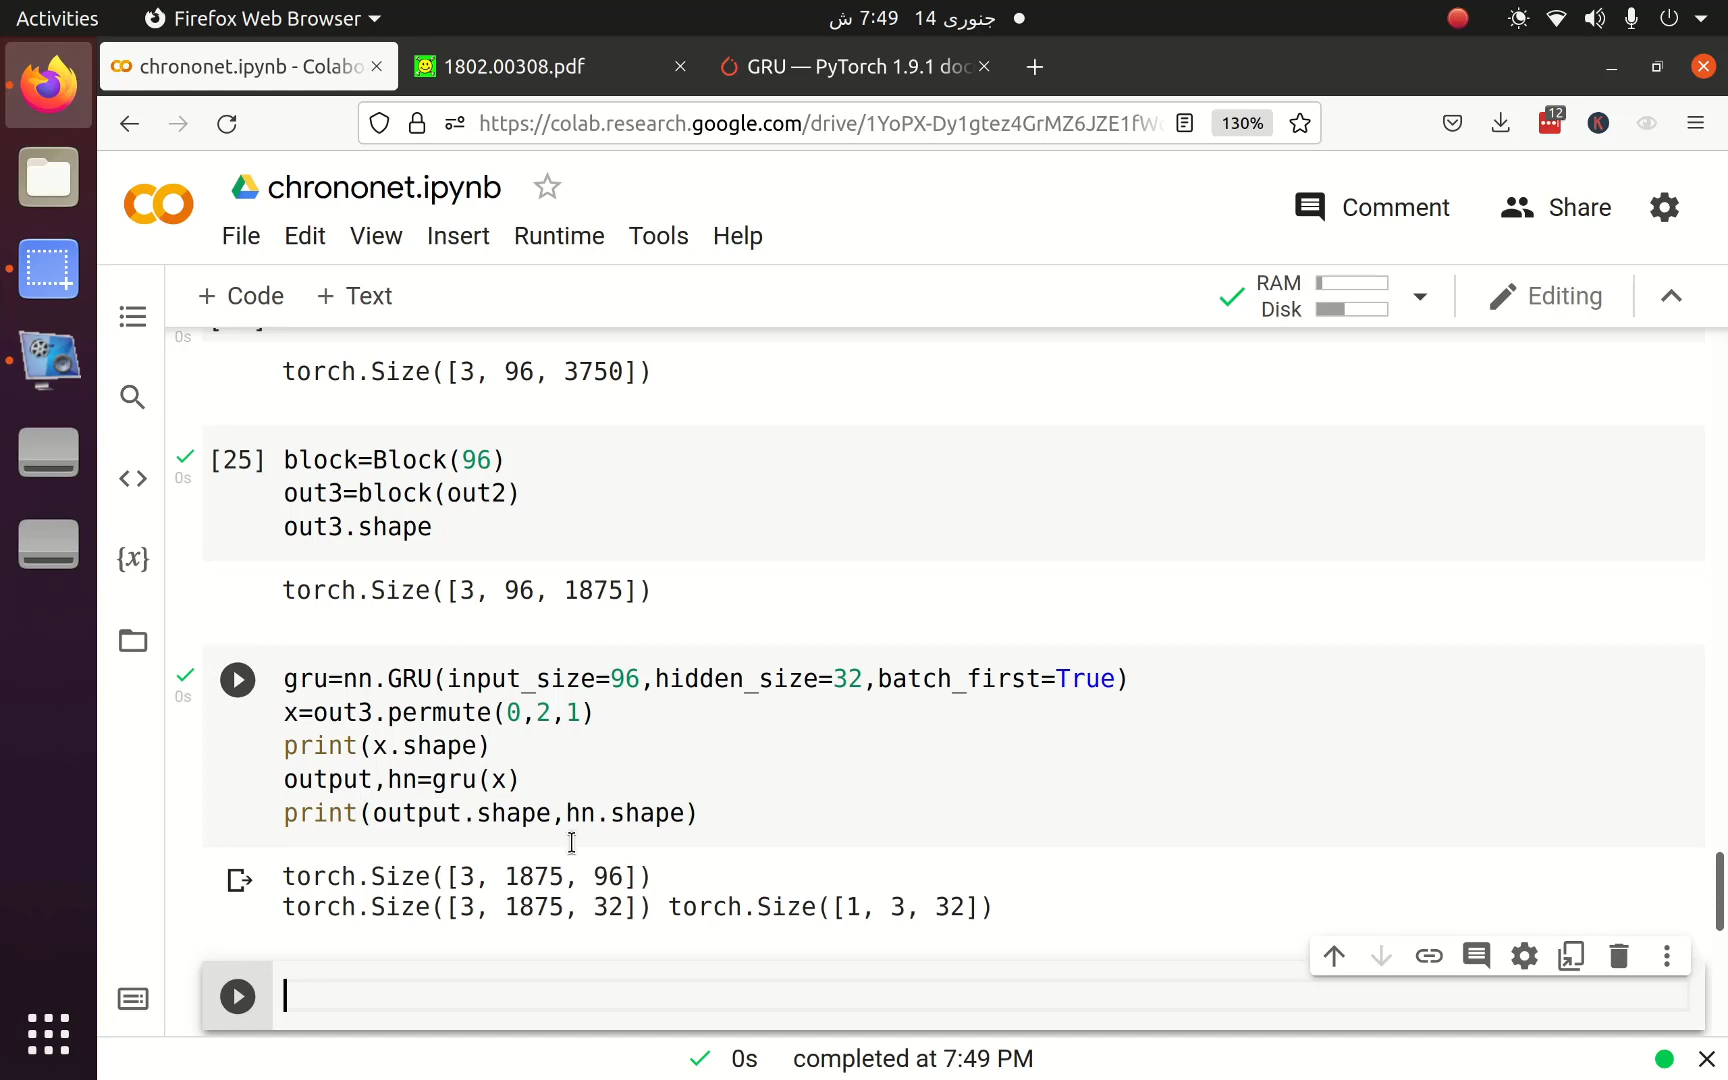 Activities
Firefox Web Browser
14 جنوری 7:49 ش
chrononet.ipynb - Colabo
1802.00308.pdf
GRU — PyTorch 1.9.1 doc
https://colab.research.google.com/drive/1YoPX-Dy1gtez4GrMZ6JZE1fW
130%
12
K
chrononet.ipynb
Comment
Share
File Edit View Insert Runtime Tools Help
+ Code + Text
RAM
Disk
Editing
0s
torch.Size([3, 96, 3750])
[25] block=Block(96)
0s
out3=block(out2)
out3.shape
torch.Size([3, 96, 1875])
gru=nn.GRU(input_size=96,hidden_size=32,batch_first=True)
0s
x=out3.permute(0,2,1)
print(x.shape)
output,hn=gru(x)
print(output.shape,hn.shape)
torch.Size([3, 1875, 96])
torch.Size([3, 1875, 32]) torch.Size([1, 3, 32])
0s completed at 7:49 PM